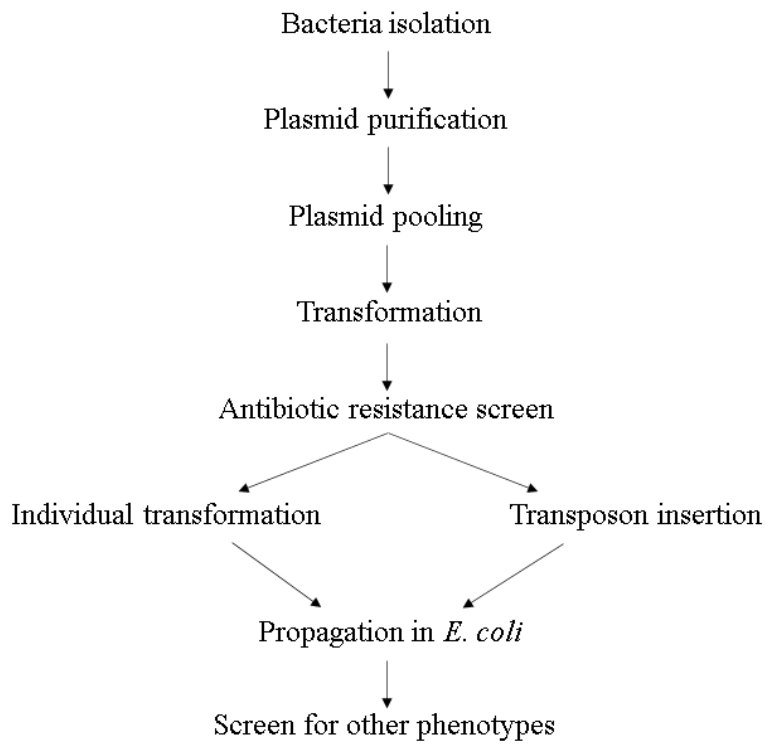 Bacteria isolation
Plasmid purification
Plasmid pooling
Transformation
Antibiotic resistance screen
Individual transformation
Transposon insertion
Propagation in E. coli
Screen for other phenotypes